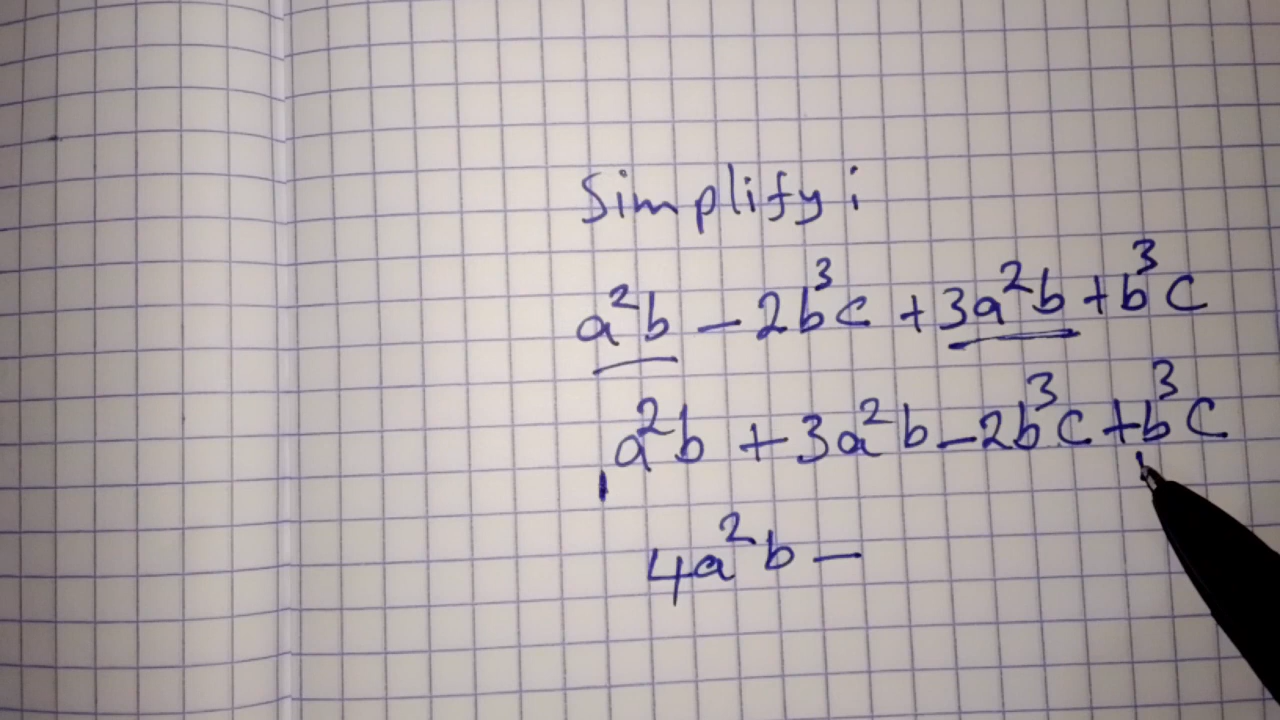 Simplify:
a²b - 2b³c + 3a²b + b³c
a²b + 3a²b - 2b³c + b³c
4a²b -